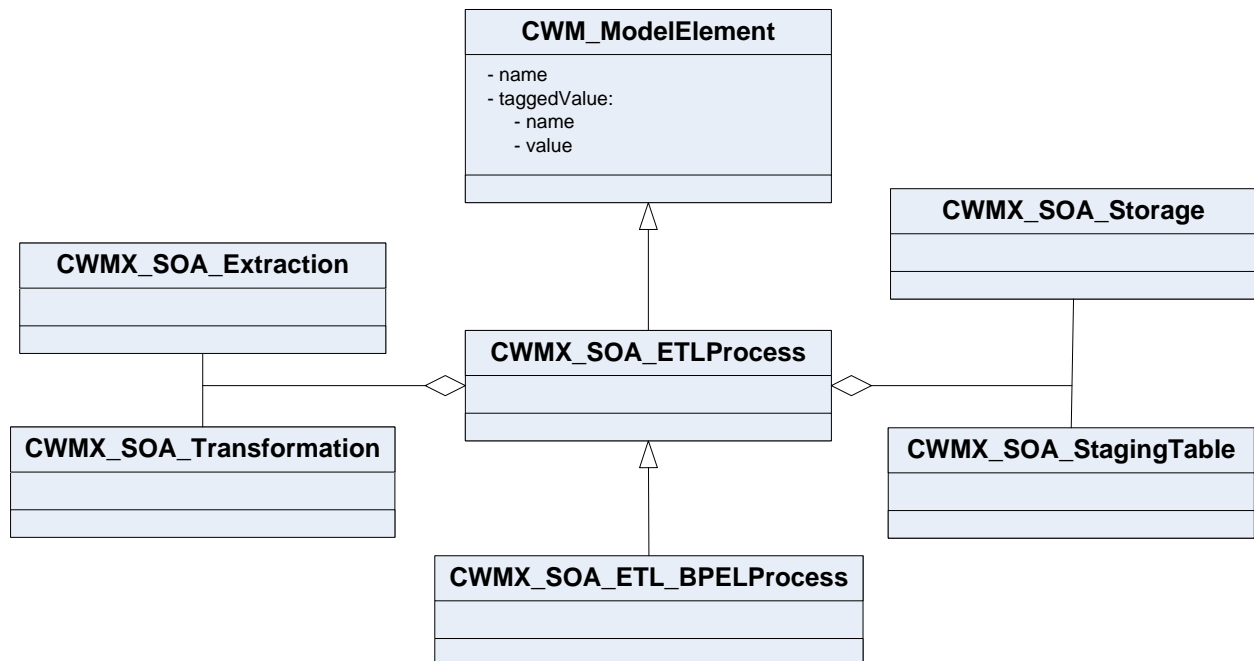 CWM_ModelElement
- name
- taggedValue:
- name
- value
CWMX_SOA_Storage
CWMX_SOA_Extraction
CWMX_SOA_ETLProcess
CWMX_SOA_Transformation
CWMX_SOA_StagingTable
CWMX_SOA_ETL_BPELProcess